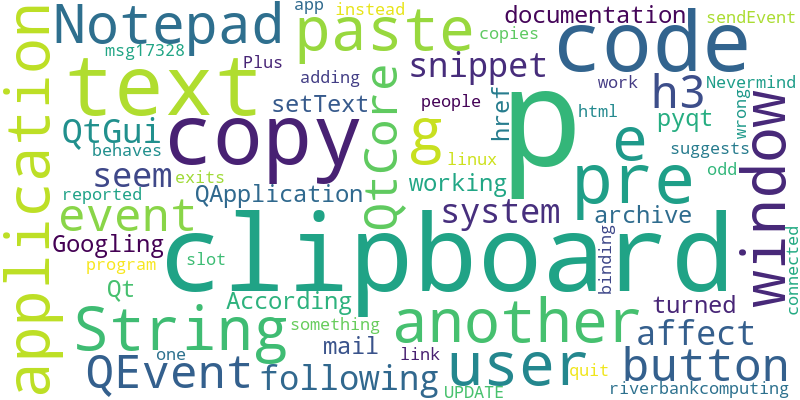 application
Notepad
app
instead
msg17328
Plus
text
adding
paste
copies
documentation
sendEvent
snippet
code
setText
QtCore
people
href
work
h3
Nevermind
html
pyqt
wrong
window
QtGui
behaves
copy
g
linux
p
e
suggests
seem
exits
reported
QApplication
working
pre
odd
event
system
archive
Googling
program
slot
clipboard
binding
connected
Qt
According
String
something
another
turned
affect
QEvent
one
following
mail
link
user
quit
button
UPDATE
riverbankcomputing